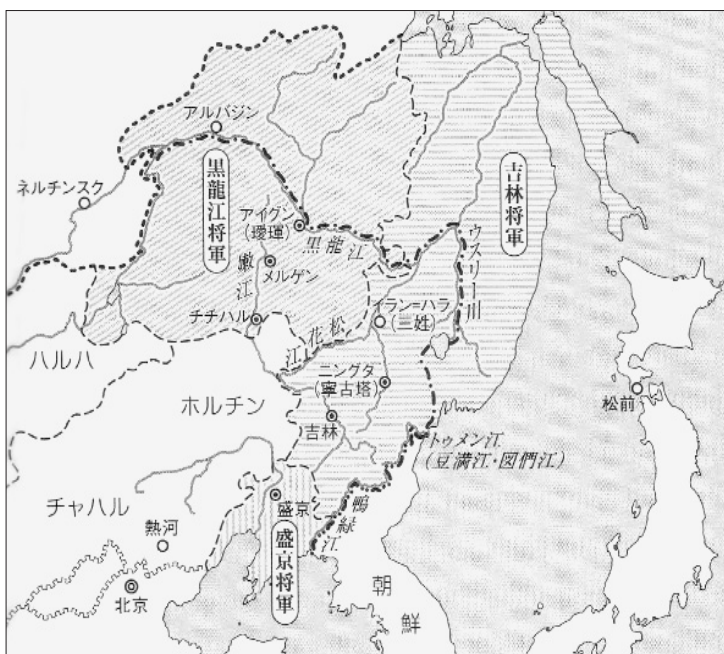 アルバジン
ネルチンスク
黒龍江将軍
吉林将軍
アイグン
(璦琿)
黒龍江
嫩江
メルゲン
ウスリー川
チチハル
イラン=ハラ
(三姓)
松花江
ハルハ
ニングタ
(寧古塔)
ホルチン
吉林
松前
トゥメン江
(豆満江・図們江)
チャハル
盛京
鴨緑江
熱河
盛京将軍
北京
朝鮮